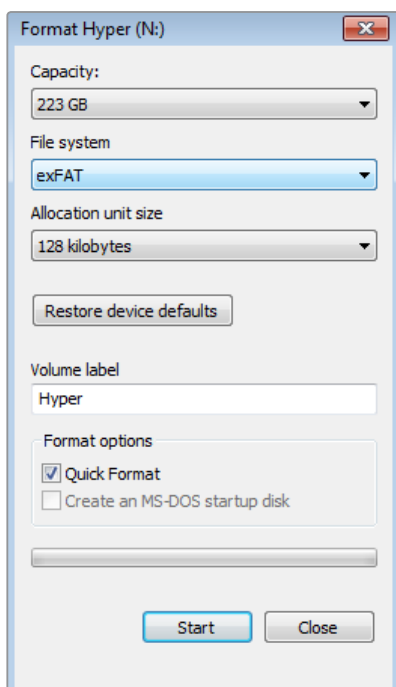 Format Hyper (N:)
Capacity:
223 GB
File system
exFAT
Allocation unit size
128 kilobytes
Restore device defaults
Volume label
Hyper
Format options
Quick Format
Create an MS-DOS startup disk
Start Close